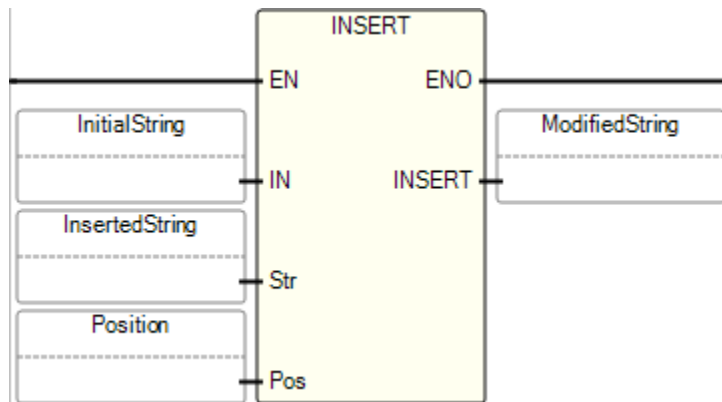 INSERT
EN ENO
InitialString ModifiedString
IN INSERT
InsertedString
Str
Position
Pos